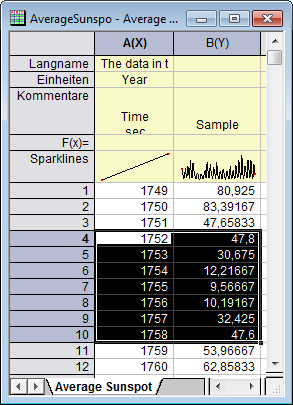 AverageSunspo - Average ...
A(X) B(Y)
Langname The data in t
Einheiten Year
Kommentare
Time Sample
sec
F(x)=
Sparklines
1 1749 80,925
2 1750 83,39167
3 1751 47,65833
4 1752 47,8
5 1753 30,675
6 1754 12,21667
7 1755 9,56667
8 1756 10,19167
9 1757 32,425
10 1758 47,6
11 1759 53,96667
12 1760 62,85833
Average Sunspot